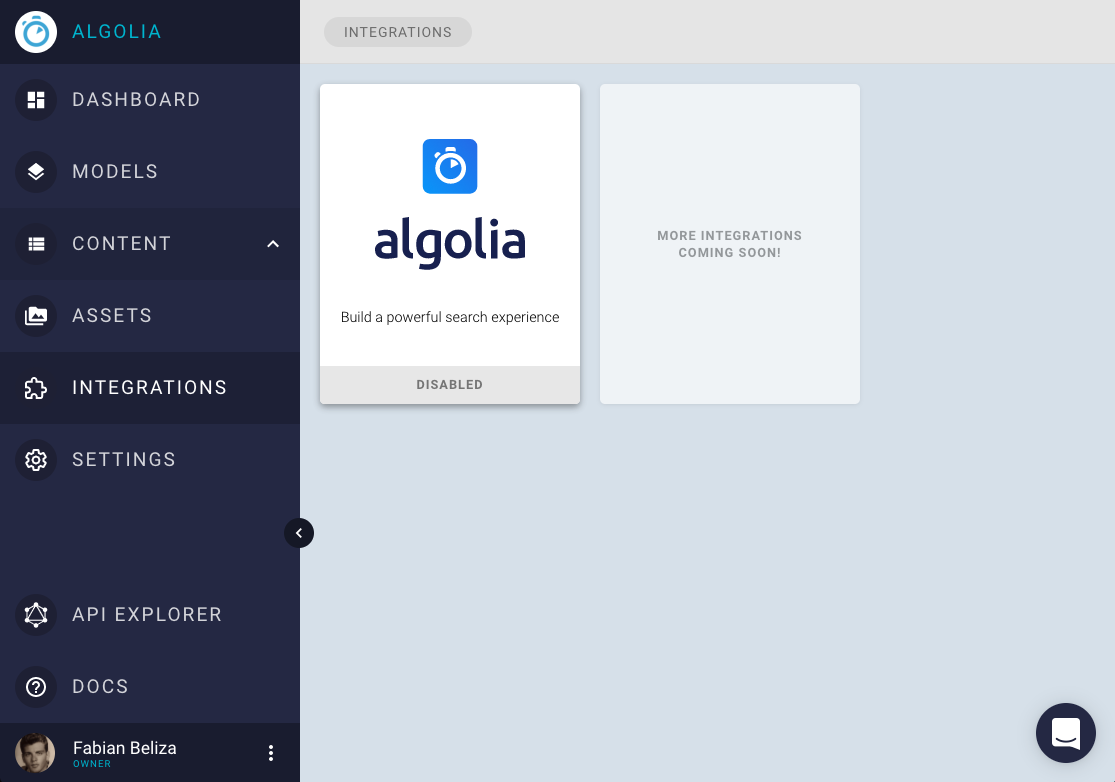 ALGOLIA
DASHBOARD
MODELS
CONTENT
ASSETS
INTEGRATIONS
SETTINGS
API EXPLORER
DOCS
Fabian Beliza
OWNER
INTEGRATIONS
algolia
Build a powerful search experience
DISABLED
MORE INTEGRATIONS
COMING SOON!